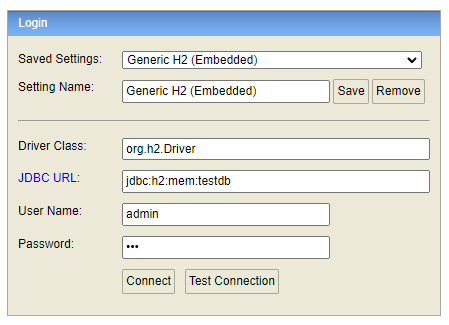 Login
Saved Settings: Generic H2 (Embedded)
Setting Name: Generic H2 (Embedded) Save Remove
Driver Class: org.h2.Driver
JDBC URL: jdbc:h2:mem:testdb
User Name: admin
Password: •••
Connect Test Connection